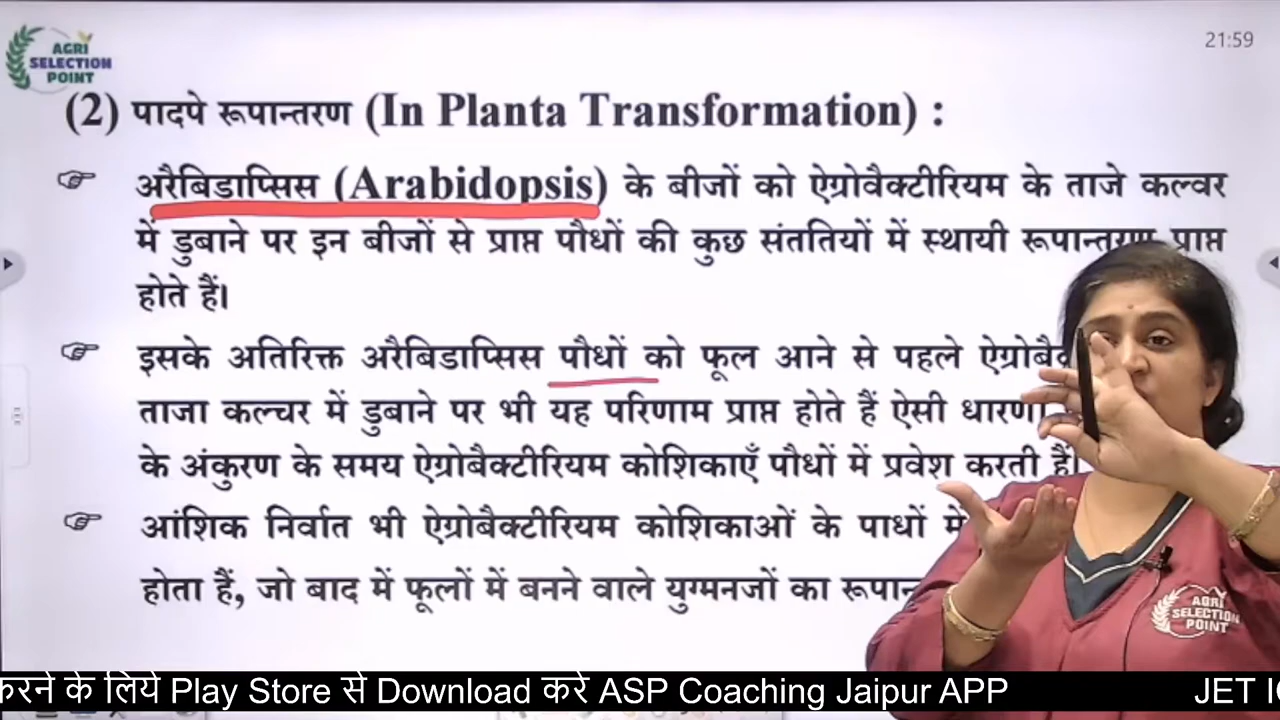 AGRI
SELECTION
POINT
21:59
(2) पादपे रूपान्तरण (In Planta Transformation) :
अरैबिडाप्सिस (Arabidopsis) के बीजों को ऐग्रोवैक्टीरियम के ताजे कल्वर
में डुबाने पर इन बीजों से प्राप्त पौधों की कुछ संततियों में स्थायी रूपान्तरण प्राप्त
होते हैं।
इसके अतिरिक्त अरैबिडाप्सिस पौधों को फूल आने से पहले
ताजा कल्चर में डुबाने पर भी यह परिणाम प्राप्त होते हैं ऐसी धारणा
के अंकुरण के समय ऐग्रोबैक्टीरियम कोशिकाएँ पौधों में प्रवेश करती हैं।
आंशिक निर्वात भी ऐग्रोबैक्टीरियम कोशिकाओं के पाधों में
होता हैं, जो बाद में फूलों में बनने वाले युग्मनजों का
AGRI
SELECTION
POINT
करने के लिये Play Store से Download करे ASP Coaching Jaipur APP
JET